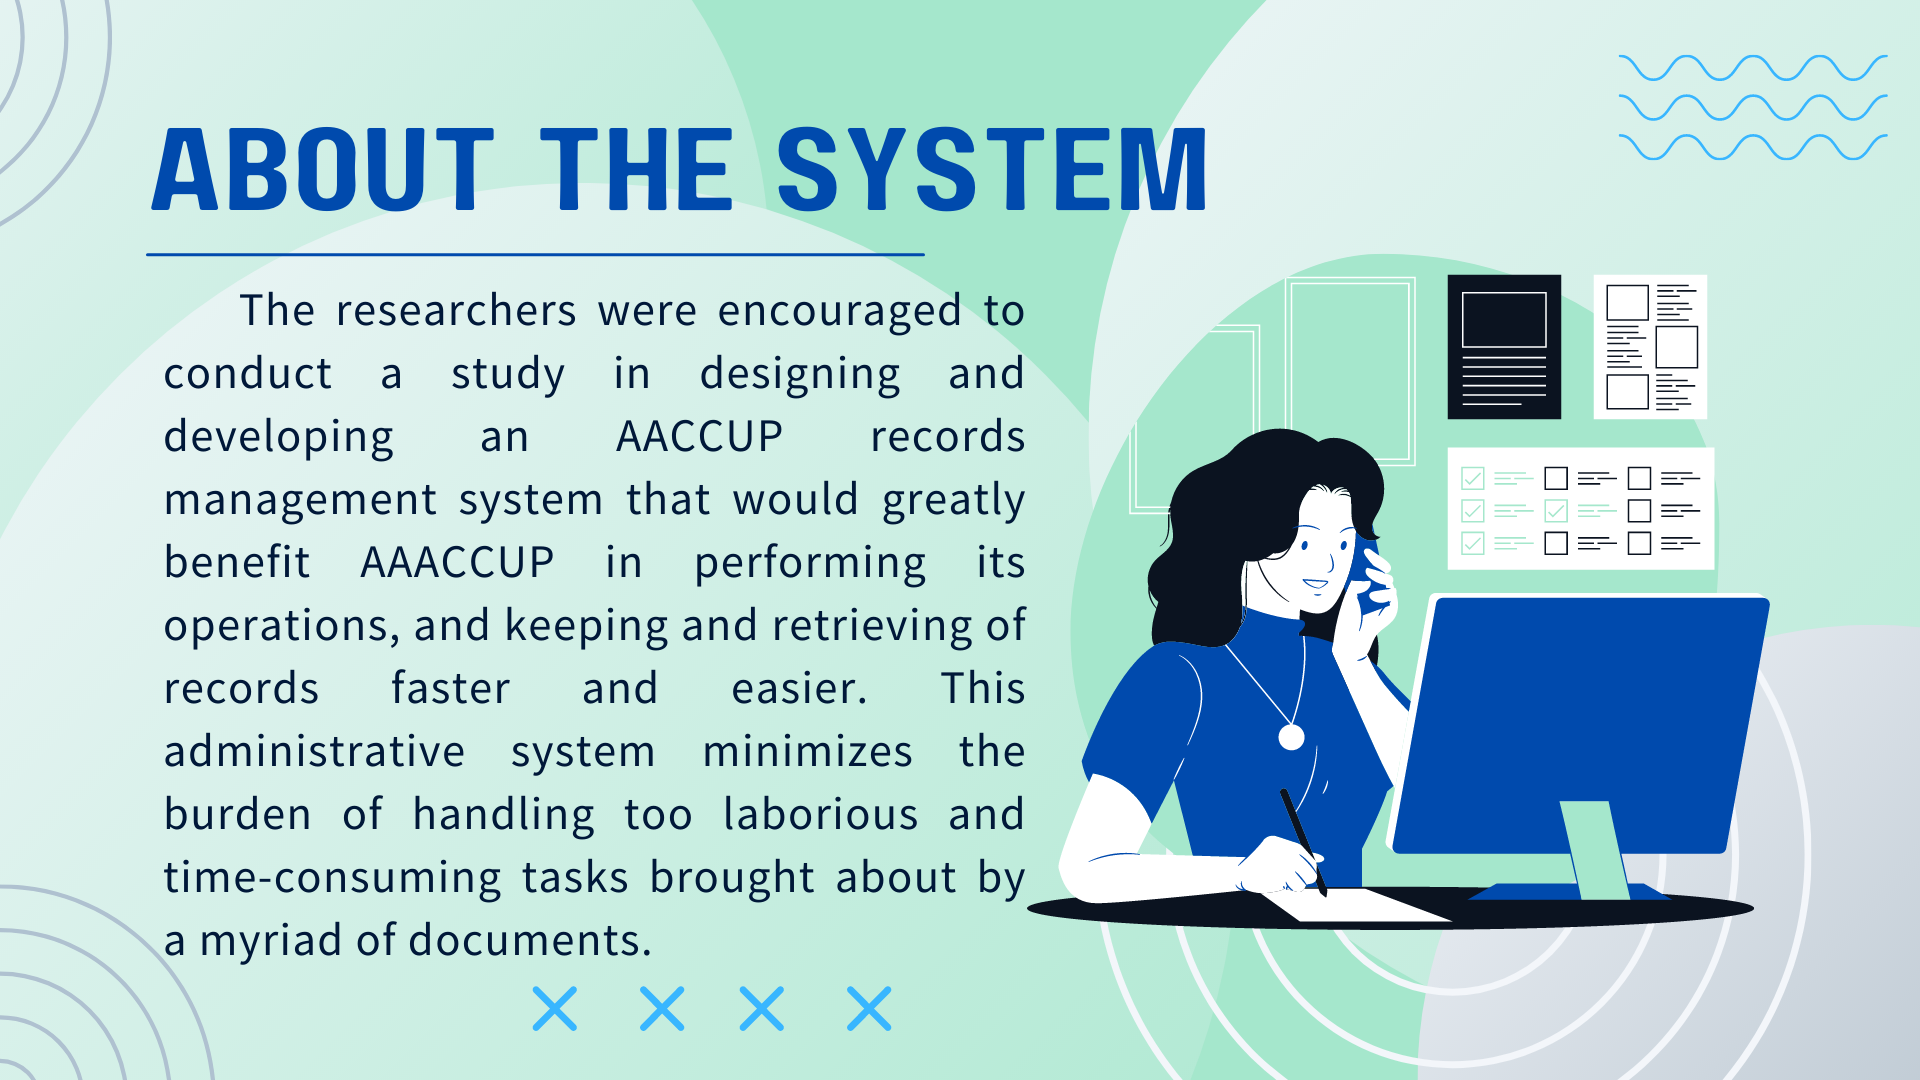 ABOUT THE SYSTEM
The researchers were encouraged to
conduct a study in designing and
developing an AACCUP records
management system that would greatly
benefit AAACCUP in performing its
operations, and keeping and retrieving of
records faster and easier. This
administrative system minimizes the
burden of handling too laborious and
time-consuming tasks brought about by
a myriad of documents.